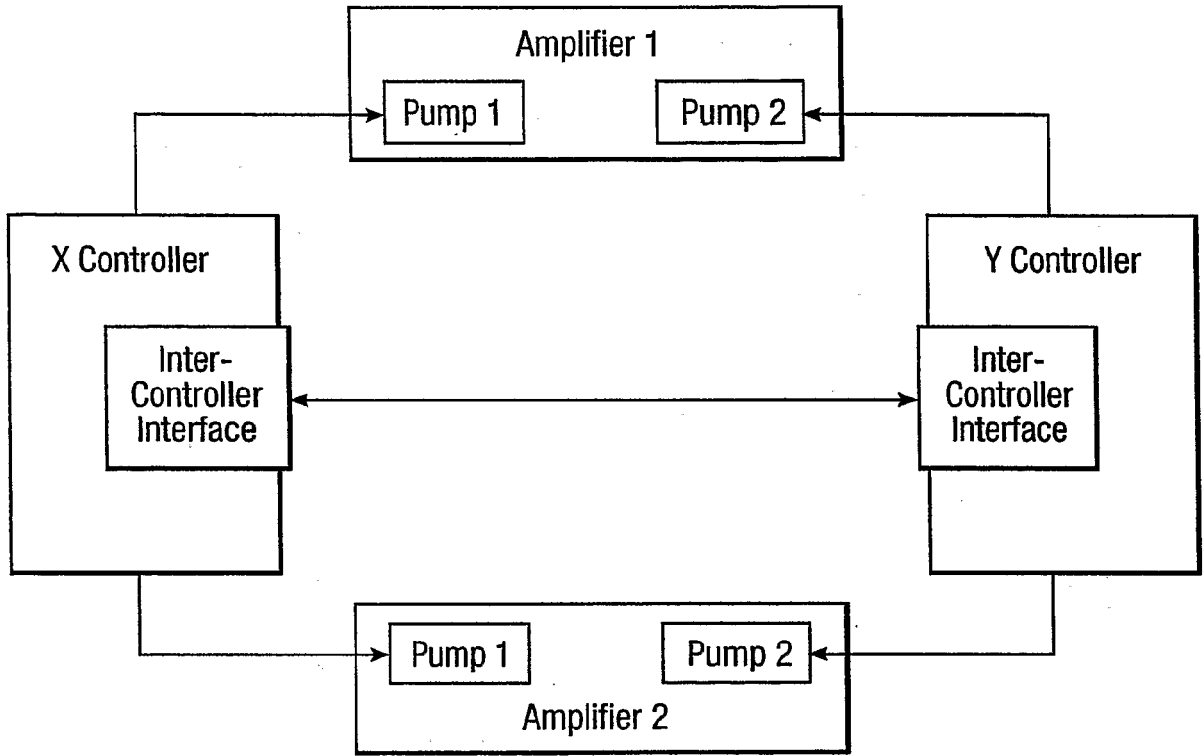 Amplifier 1
Pump 1
Pump 2
X Controller
Y Controller
Inter-
Controller
Interface
Inter-
Controller
Interface
Pump 1
Pump 2
Amplifier 2